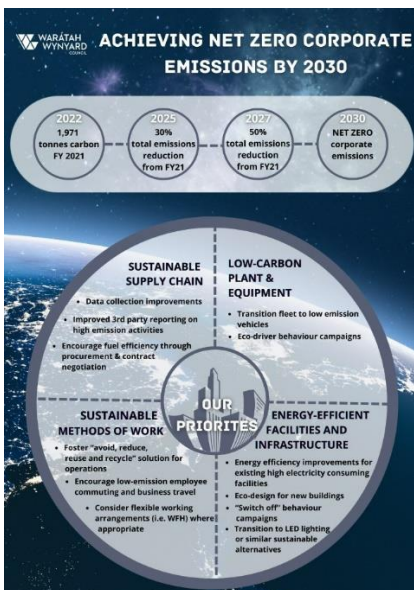 WARÁTAH
WYNYARD
COUNCIL
ACHIEVING NET ZERO CORPORATE
EMISSIONS BY 2030
2022
1,971
tonnes carbon
FY 2021
2025
30%
total emissions
reduction
from FY21
2027
50%
total emissions
reduction
from FY21
2030
NET ZERO
corporate
emissions
SUSTAINABLE
SUPPLY CHAIN
• Data collection improvements
• Improved 3rd party reporting on
high emission activities
• Encourage fuel efficiency through
procurement & contract
negotiation
LOW-CARBON
PLANT &
EQUIPMENT
• Transition fleet to low emission
vehicles
• Eco-driver behaviour campaigns
OUR
PRIORITES
SUSTAINABLE
METHODS OF WORK
• Foster "avoid, reduce,
reuse and recycle" solution for
operations
• Encourage low-emission employee
commuting and business travel
• Consider flexible working
arrangements (i.e. WFH) where
appropriate
ENERGY-EFFICIENT
FACILITIES AND
INFRASTRUCTURE
• Energy efficiency improvements for
existing high electricity consuming
facilities
• Eco-design for new buildings
• "Switch off" behaviour
campaigns
• Transition to LED lighting
or similar sustainable
alternatives